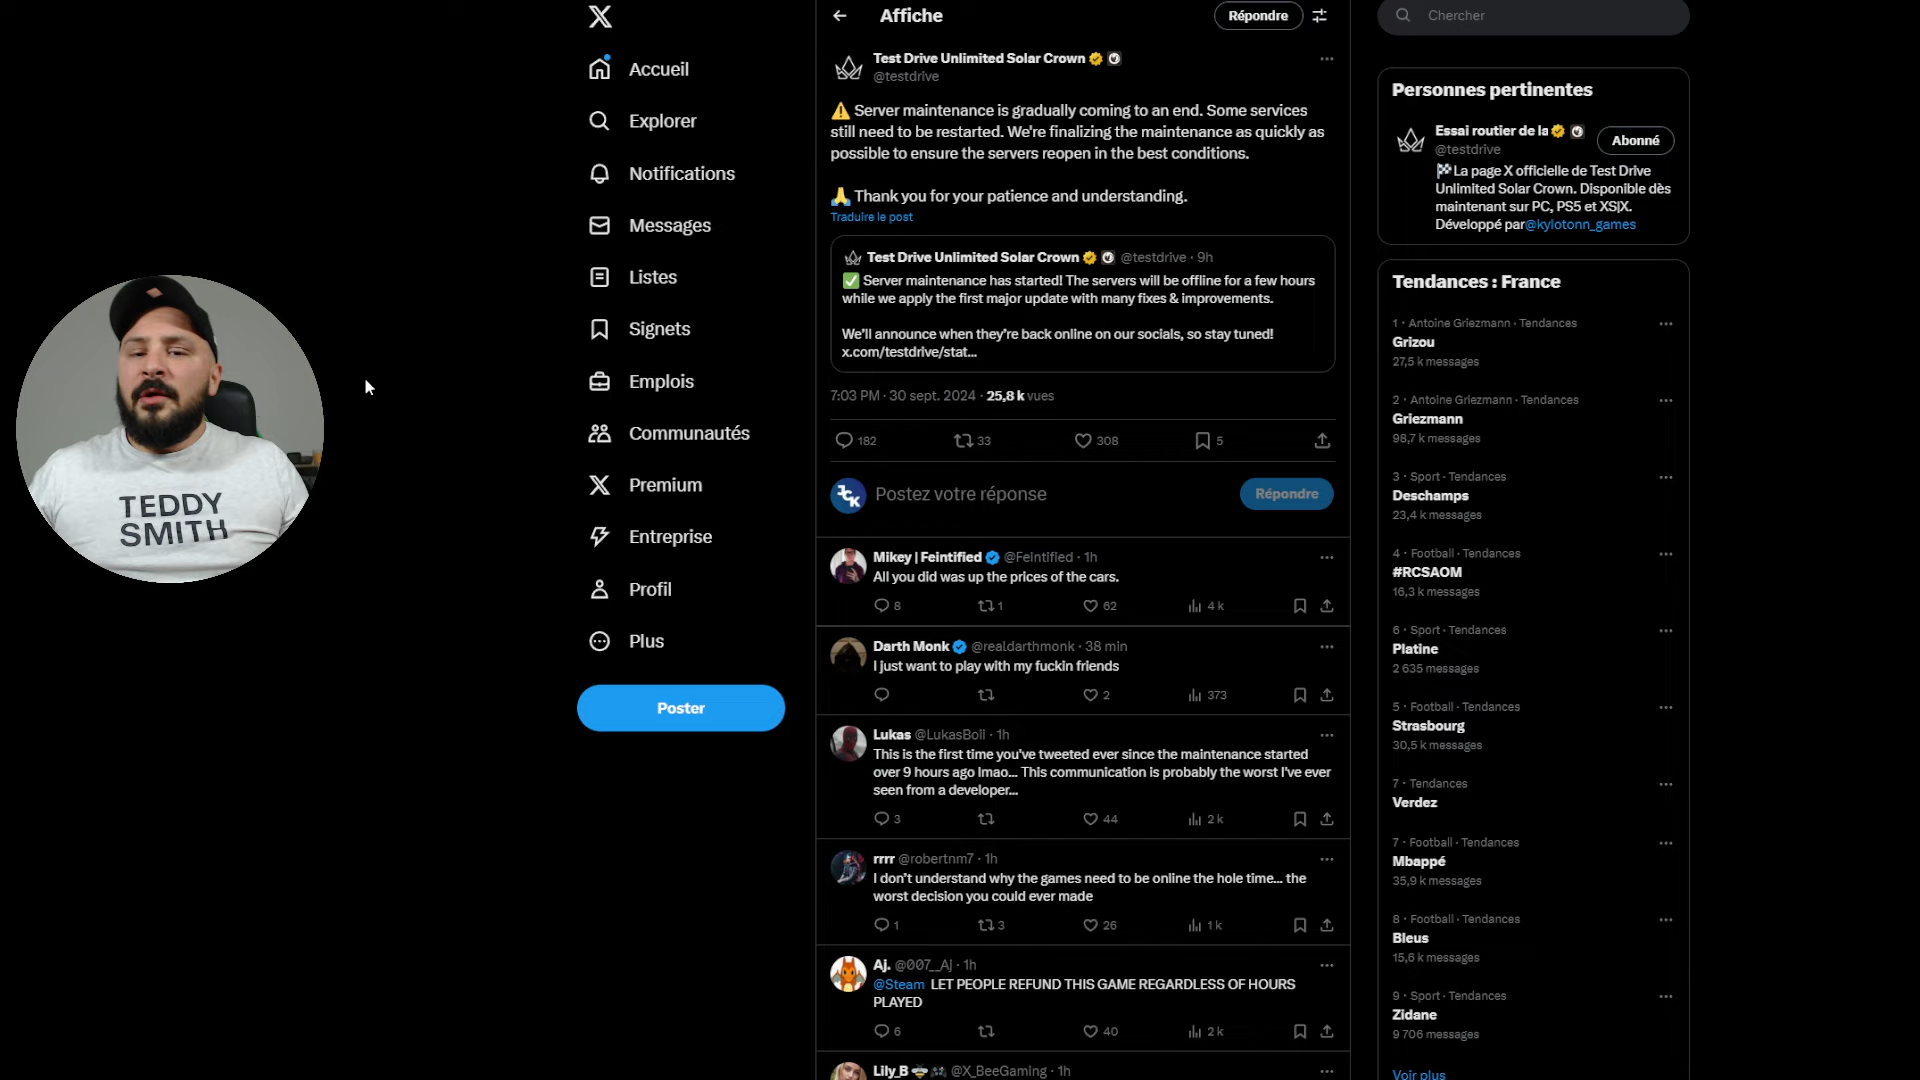 Accueil
Explorer
Notifications
Messages
Listes
Signets
Emplois
Communautés
Premium
Entreprise
Profil
Plus
Poster
TEDDY
SMITH
Affiche
Répondre
Test Drive Unlimited Solar Crown
@testdrive
⚠️ Server maintenance is gradually coming to an end. Some services
still need to be restarted. We're finalizing the maintenance as quickly as
possible to ensure the servers reopen in the best conditions.
🙏 Thank you for your patience and understanding.
Traduire le post
Test Drive Unlimited Solar Crown @testdrive · 9h
✅ Server maintenance has started! The servers will be offline for a few hours
while we apply the first major update with many fixes & improvements.
We'll announce when they're back online on our socials, so stay tuned!
x.com/testdrive/stat...
7:03 PM · 30 sept. 2024 · 25,8 k vues
182 33 308 5
Postez votre réponse
Répondre
Mikey | Feintified @Feintified · 1h
All you did was up the prices of the cars.
8 1 62 4 k
Darth Monk @realdarthmonk · 38 min
I just want to play with my fuckin friends
2 373
Lukas @LukasBoii · 1h
This is the first time you've tweeted ever since the maintenance started
over 9 hours ago lmao... This communication is probably the worst I've ever
seen from a developer...
3 44 2 k
rrrr @robertnm7 · 1h
I don't understand why the games need to be online the hole time... the
worst decision you could ever made
1 3 26 1 k
Aj. @007__Aj · 1h
@Steam LET PEOPLE REFUND THIS GAME REGARDLESS OF HOURS
PLAYED
6 40 2 k
Lily_B 🐝🎮 @X_BeeGaming · 1h
Chercher
Personnes pertinentes
Essai routier de la
@testdrive
Abonné
🏁La page X officielle de Test Drive
Unlimited Solar Crown. Disponible dès
maintenant sur PC, PS5 et XS|X.
Développé par@kylotonn_games
Tendances : France
1 · Antoine Griezmann · Tendances
Grizou
27,5 k messages
2 · Antoine Griezmann · Tendances
Griezmann
98,7 k messages
3 · Sport · Tendances
Deschamps
23,4 k messages
4 · Football · Tendances
#RCSAOM
16,3 k messages
6 · Sport · Tendances
Platine
2 635 messages
5 · Football · Tendances
Strasbourg
30,5 k messages
7 · Tendances
Verdez
7 · Football · Tendances
Mbappé
35,9 k messages
8 · Football · Tendances
Bleus
15,6 k messages
9 · Sport · Tendances
Zidane
9 706 messages
Voir plus